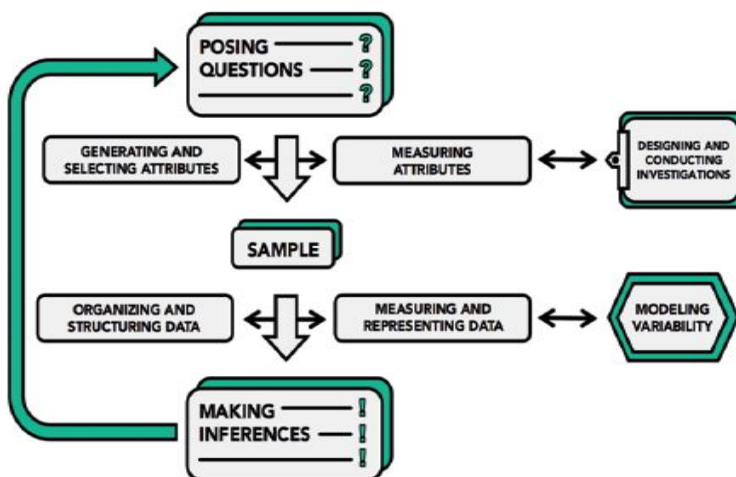 POSING ?
QUESTIONS ?
?
GENERATING AND
SELECTING ATTRIBUTES
MEASURING
ATTRIBUTES
DESIGNING AND
CONDUCTING
INVESTIGATIONS
SAMPLE
ORGANIZING AND
STRUCTURING DATA
MEASURING AND
REPRESENTING DATA
MODELING
VARIABILITY
MAKING !
INFERENCES !
!